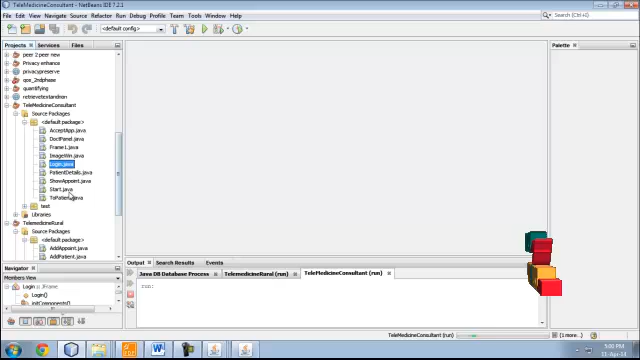 TeleMedicineConsultant - NetBeans IDE 7.2.1
File Edit View Navigate Source Refactor Run Debug Profile Team Tools Window Help
Search (Ctrl+I)
<default config>
Projects Services Files
Palette
peer 2 peer new
Privacy enhance
privacypreserve
qos_2ndphase
quantifying
TeleMedicineConsultant
Source Packages
<default package>
AcceptApp.java
DoctPanel.java
Frame1.java
ImageWin.java
Login.java
PatientDetails.java
ShowAppoint.java
Start.java
ToPatient.java
test
Libraries
TelemedicineRural
Source Packages
<default package>
AddAppoint.java
AddPatient.java
Output Search Results Events
Java DB Database Process TelemedicineRural (run) TeleMedicineConsultant (run)
run:
Navigator
Members View
Login :: JFrame
Login()
initComponents()
TeleMedicineConsultant (run) (1 more...)
5:00 PM